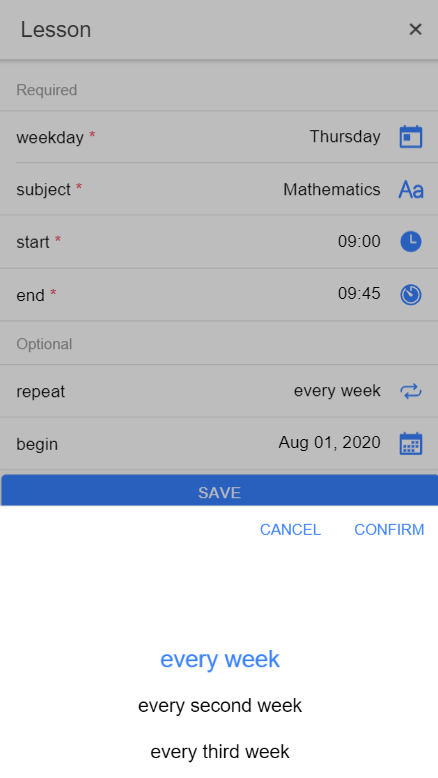 Lesson ×
Required
weekday * Thursday
subject * Mathematics Aa
start * 09:00
end * 09:45
Optional
repeat every week
begin Aug 01, 2020
SAVE
CANCEL CONFIRM
every week
every second week
every third week